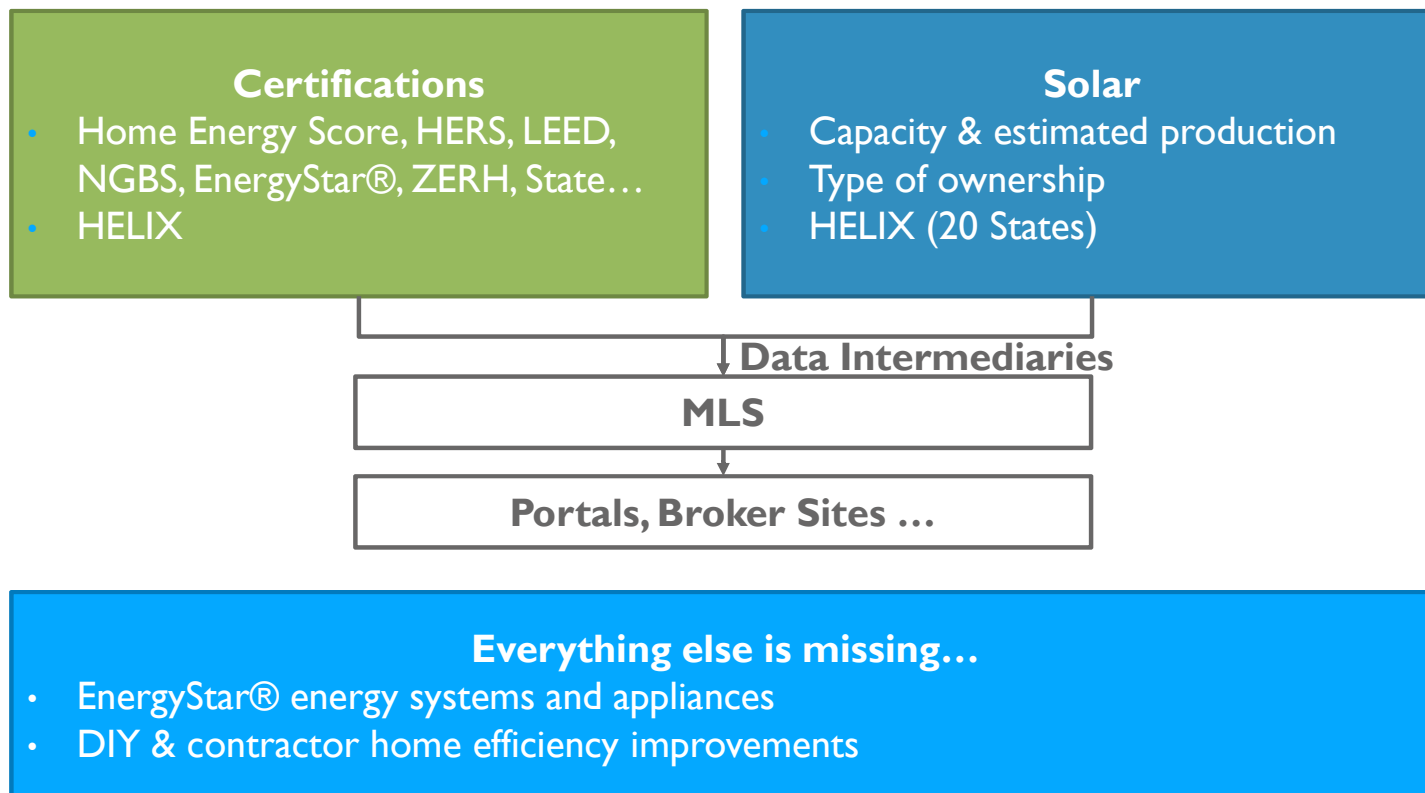 Certifications
• Home Energy Score, HERS, LEED,
NGBS, EnergyStar®, ZERH, State…
• HELIX
Solar
• Capacity & estimated production
• Type of ownership
• HELIX (20 States)
Data Intermediaries
MLS
Portals, Broker Sites …
Everything else is missing…
• EnergyStar® energy systems and appliances
• DIY & contractor home efficiency improvements